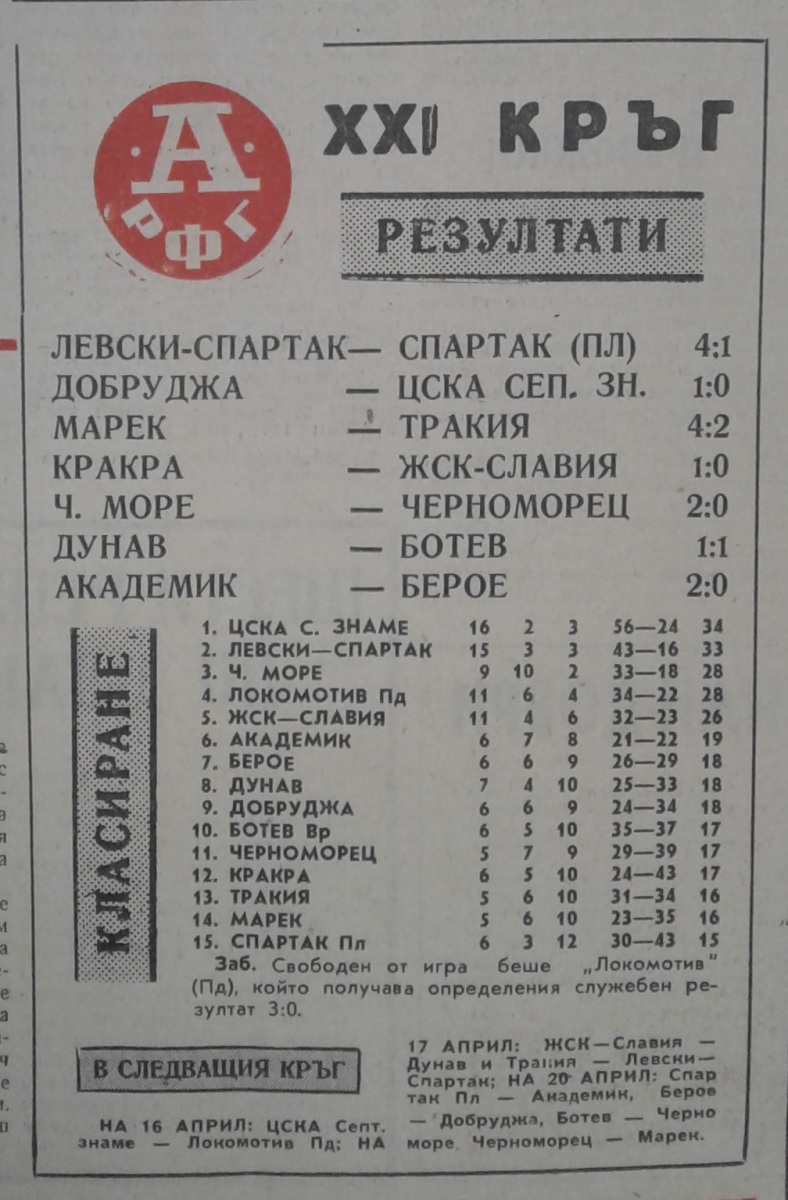 А
РФГ
XXI КРЪГ
РЕЗУЛТАТИ
ЛЕВСКИ-СПАРТАК— СПАРТАК (ПЛ) 4:1
ДОБРУДЖА — ЦСКА СЕП. ЗН. 1:0
МАРЕК — ТРАКИЯ 4:2
КРАКРА — ЖСК-СЛАВИЯ 1:0
Ч. МОРЕ — ЧЕРНОМОРЕЦ 2:0
ДУНАВ — БОТЕВ 1:1
АКАДЕМИК — БЕРОЕ 2:0
КЛАСИРАНЕ
1. ЦСКА С. ЗНАМЕ 16 2 3 56—24 34
2. ЛЕВСКИ—СПАРТАК 15 3 3 43—16 33
3. Ч. МОРЕ 9 10 2 33—18 28
4. ЛОКОМОТИВ Пд 11 6 4 34—22 28
5. ЖСК—СЛАВИЯ 11 4 6 32—23 26
6. АКАДЕМИК 6 7 8 21—22 19
7. БЕРОЕ 6 6 9 26—29 18
8. ДУНАВ 7 4 10 25—33 18
9. ДОБРУДЖА 6 6 9 24—34 18
10. БОТЕВ Вр 6 5 10 35—37 17
11. ЧЕРНОМОРЕЦ 5 7 9 29—39 17
12. КРАКРА 6 5 10 24—43 17
13. ТРАКИЯ 5 6 10 31—34 16
14. МАРЕК 5 6 10 23—35 16
15. СПАРТАК Пл 6 3 12 30—43 15
Заб. Свободен от игра беше „Локомотив"
(Пд), който получава определения служебен ре-
зултат 3:0.
В СЛЕДВАЩИЯ КРЪГ
НА 16 АПРИЛ: ЦСКА Септ.
знаме — Локомотив Пд; НА
17 АПРИЛ: ЖСК—Славия —
Дунав и Тракия — Левски—
Спартак; НА 20 АПРИЛ: Спар
так Пл — Академик, Берое
— Добруджа, Ботев — Черно
море, Черноморец — Марек.